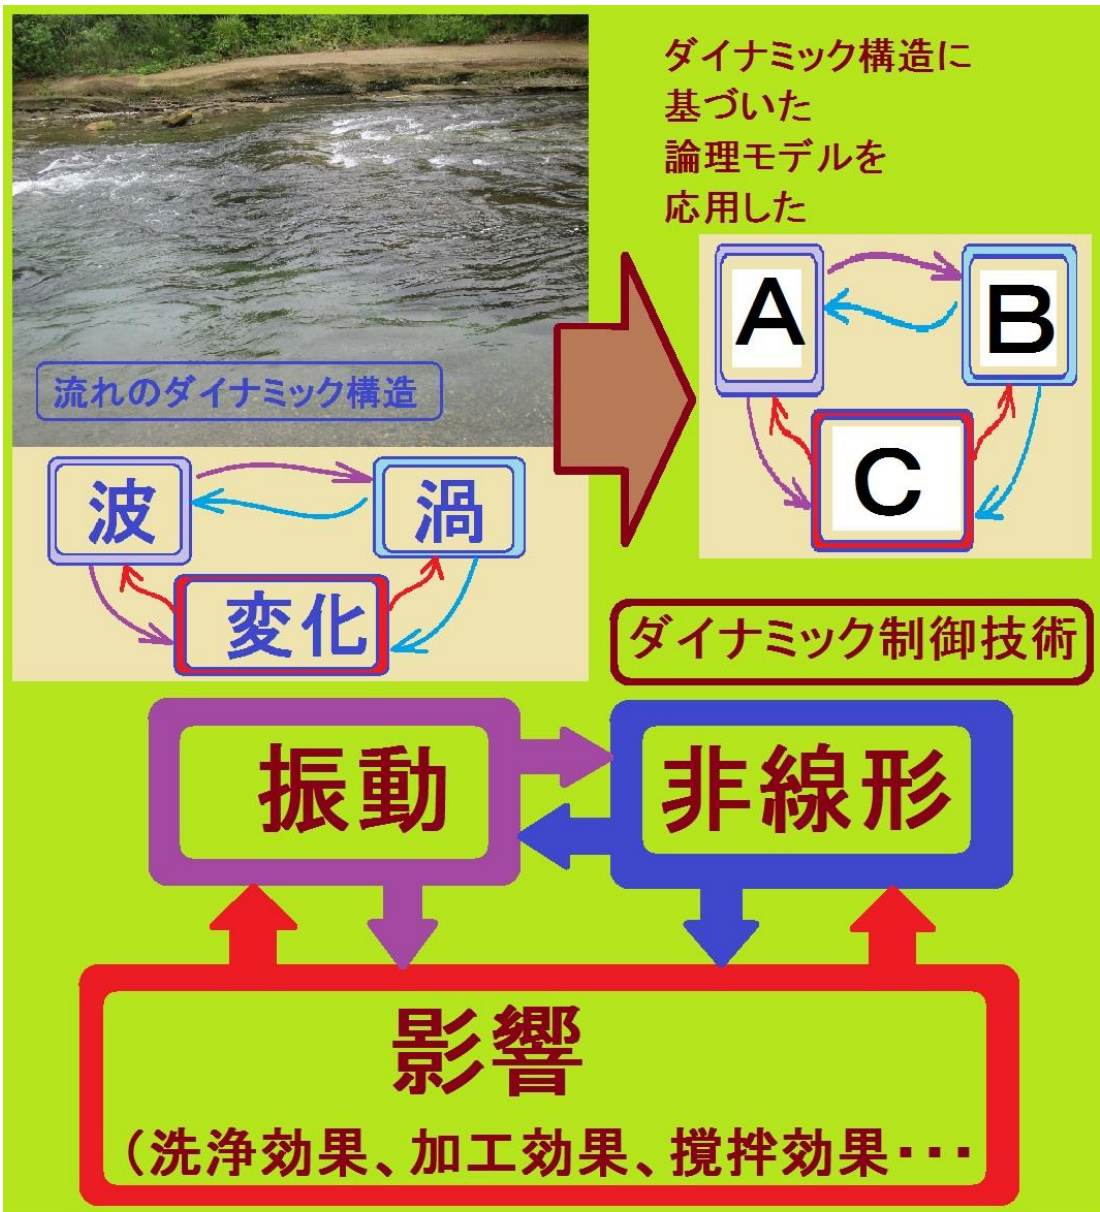 流れのダイナミック構造
波
渦
変化
ダイナミック構造に
基づいた
論理モデルを
応用した
A
B
C
ダイナミック制御技術
振動
非線形
影響
(洗浄効果、加工効果、撹拌効果・・・